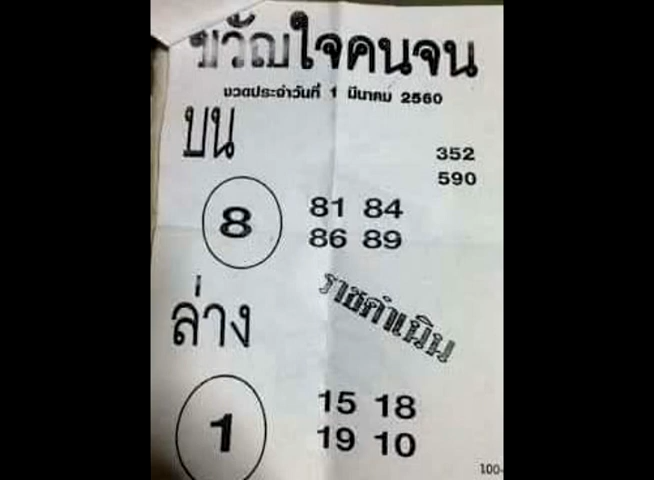 ขวัญใจคนจน
งวดประจำวันที่ 1 มีนาคม 2560
บน
352
590
8
81 84
86 89
ราชดำเนิน
ล่าง
1
15 18
19 10
100-